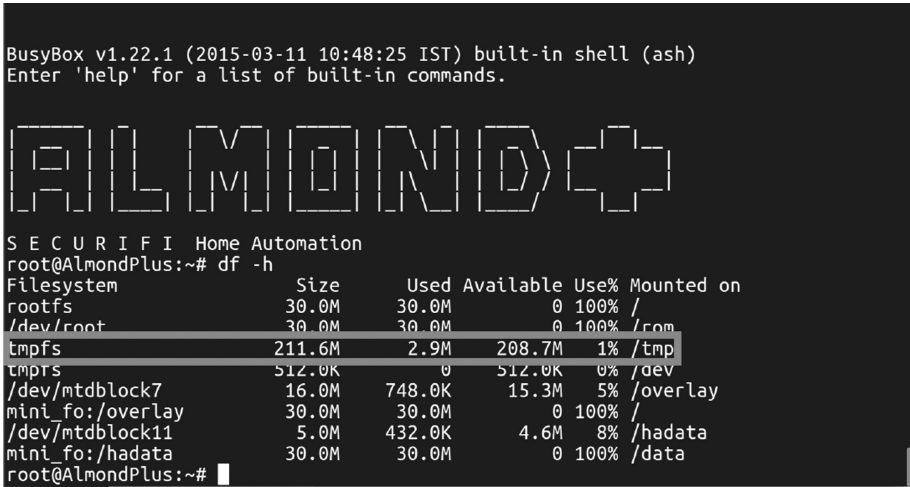 BusyBox v1.22.1 (2015-03-11 10:48:25 IST) built-in shell (ash)
Enter 'help' for a list of built-in commands.
ALMOND+
S E C U R I F I  Home Automation
root@AlmondPlus:~# df -h
Filesystem                Size      Used Available Use% Mounted on
rootfs                   30.0M     30.0M         0 100% /
/dev/root                30.0M     30.0M         0 100% /rom
tmpfs                   211.6M      2.9M    208.7M   1% /tmp
tmpfs                   512.0K         0    512.0K   0% /dev
/dev/mtdblock7           16.0M    748.0K     15.3M   5% /overlay
mini_fo:/overlay         30.0M     30.0M         0 100% /
/dev/mtdblock11           5.0M    432.0K      4.6M   8% /hadata
mini_fo:/hadata          30.0M     30.0M         0 100% /data
root@AlmondPlus:~#